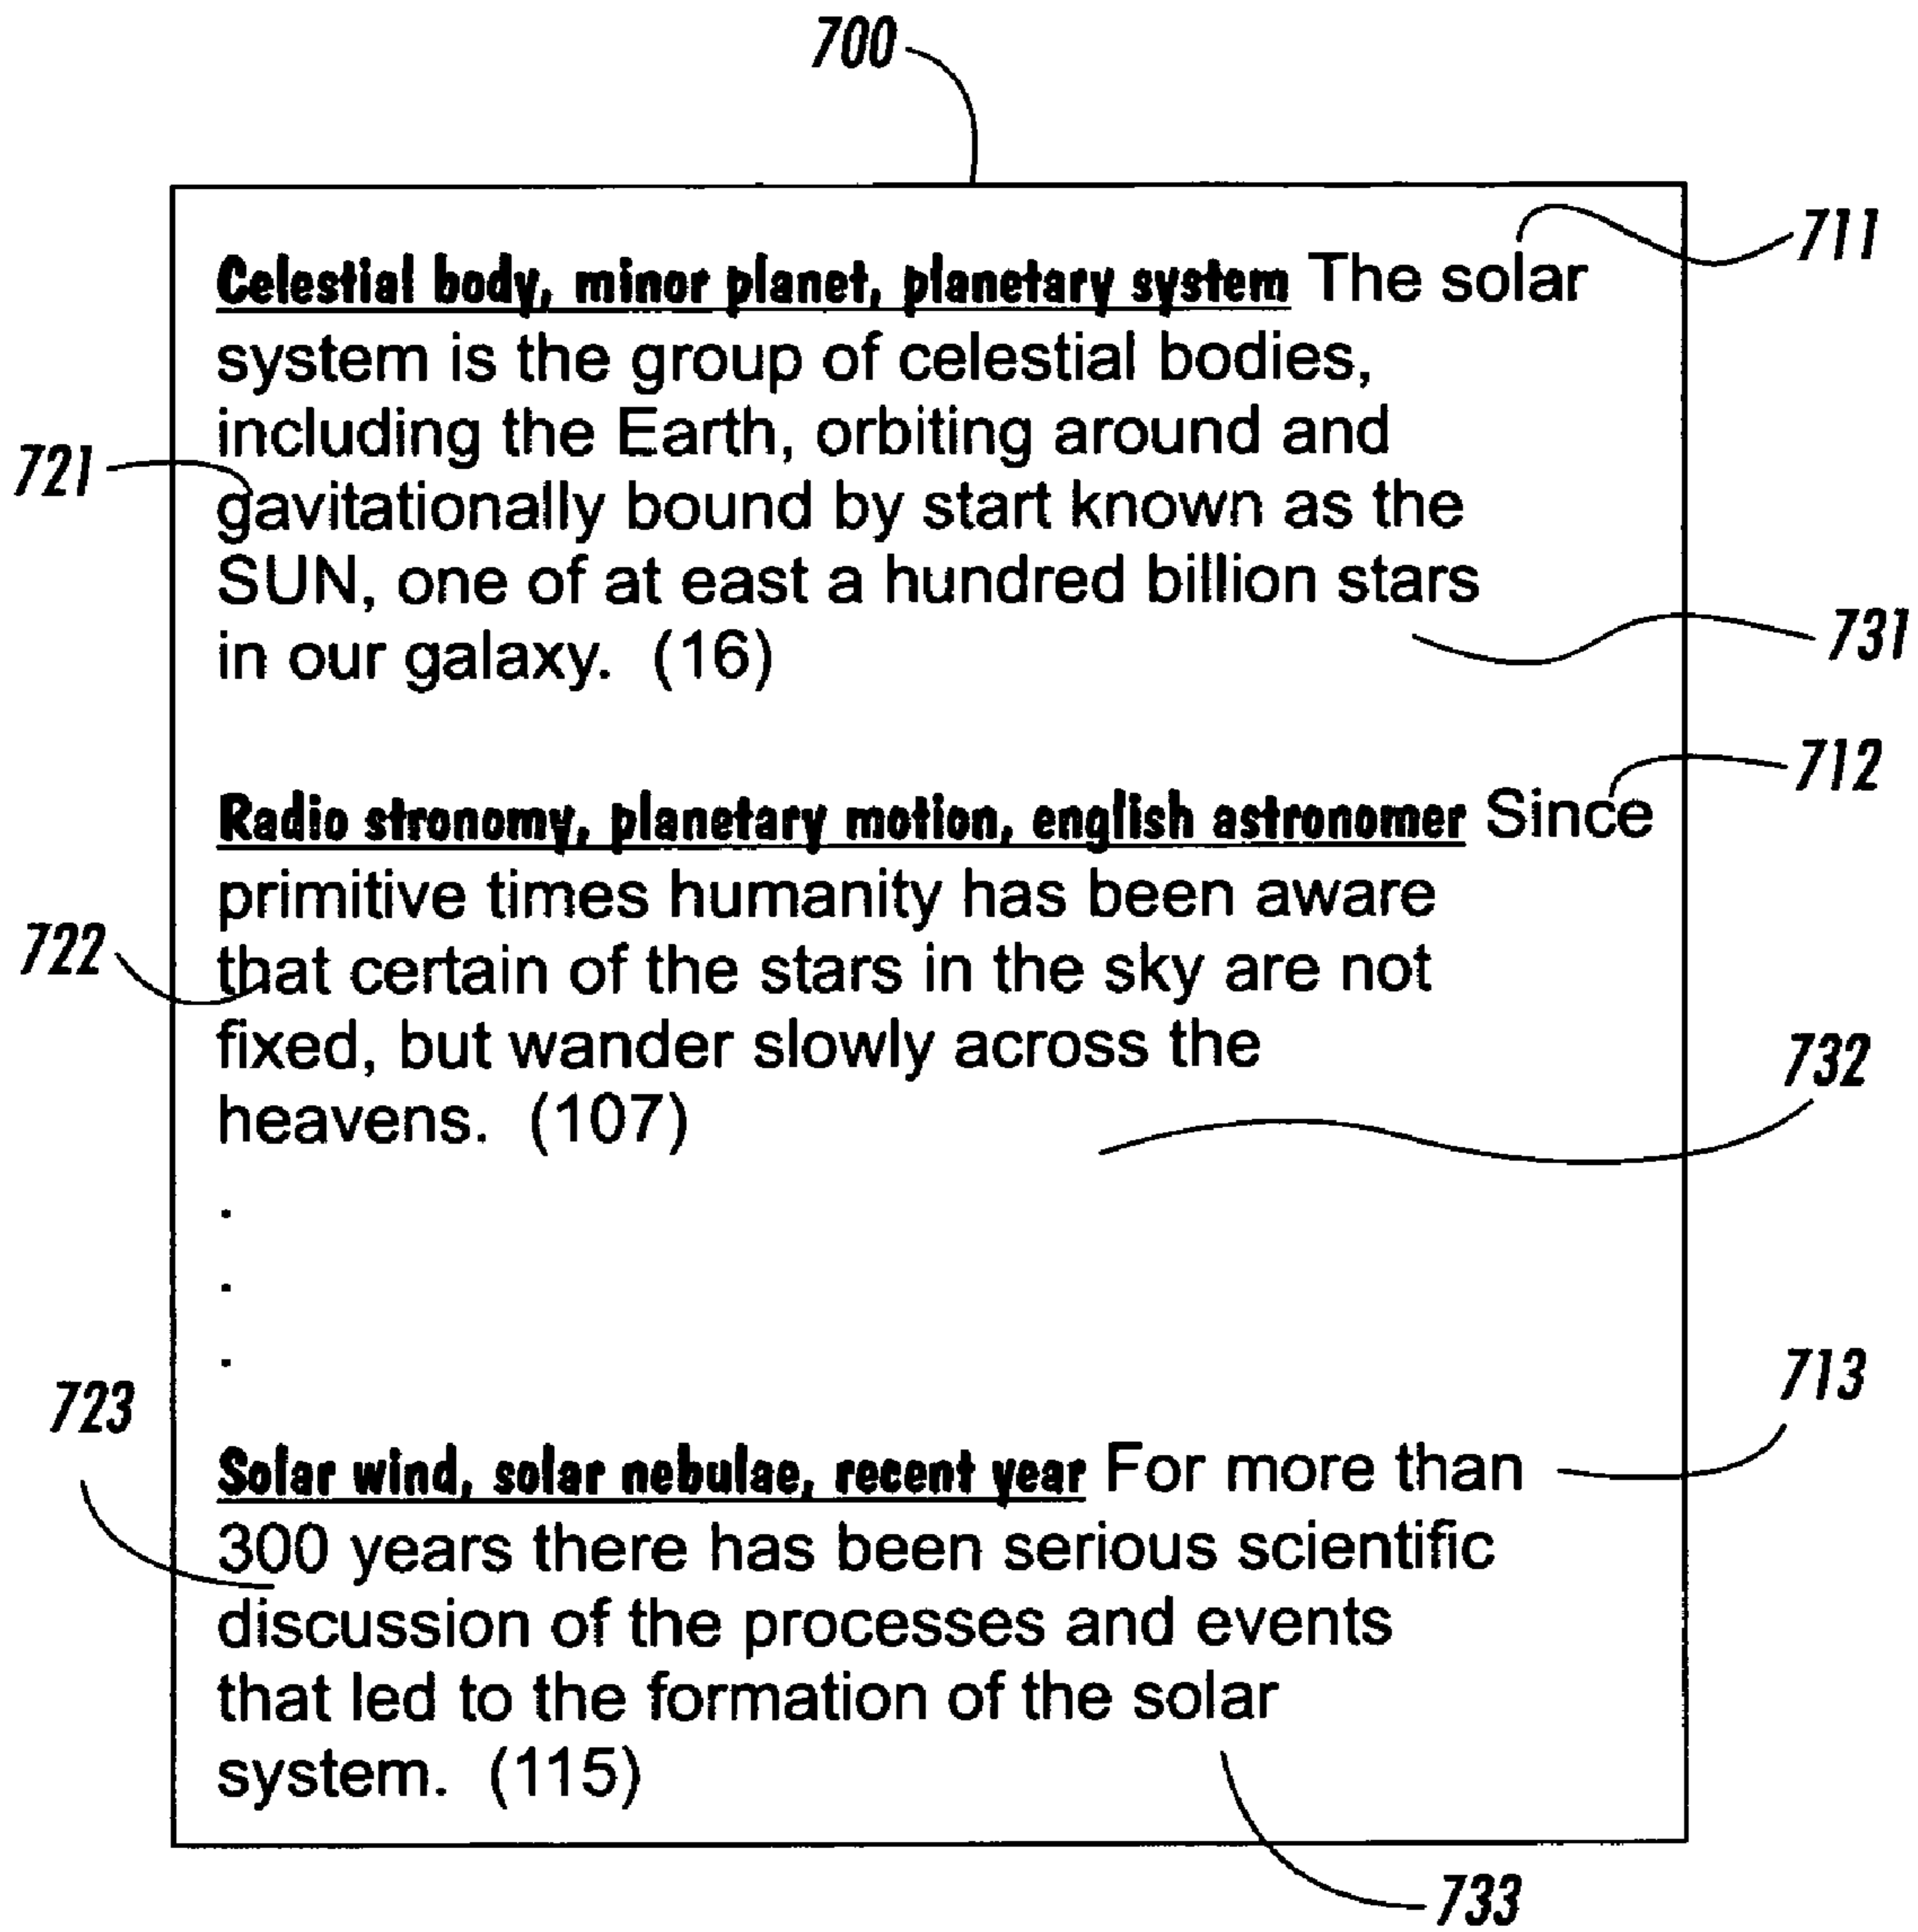 700
711
Celestial body, minor planet, planetary system The solar
system is the group of celestial bodies,
including the Earth, orbiting around and
721
gavitationally bound by start known as the
SUN, one of at east a hundred billion stars
731
in our galaxy. (16)
712
Radio stronomy, planetary motion, english astronomer Since
primitive times humanity has been aware
722
that certain of the stars in the sky are not
fixed, but wander slowly across the
732
heavens. (107)
.
.
.
713
723
Solar wind, solar nebulae, recent year For more than
300 years there has been serious scientific
discussion of the processes and events
that led to the formation of the solar
system. (115)
733